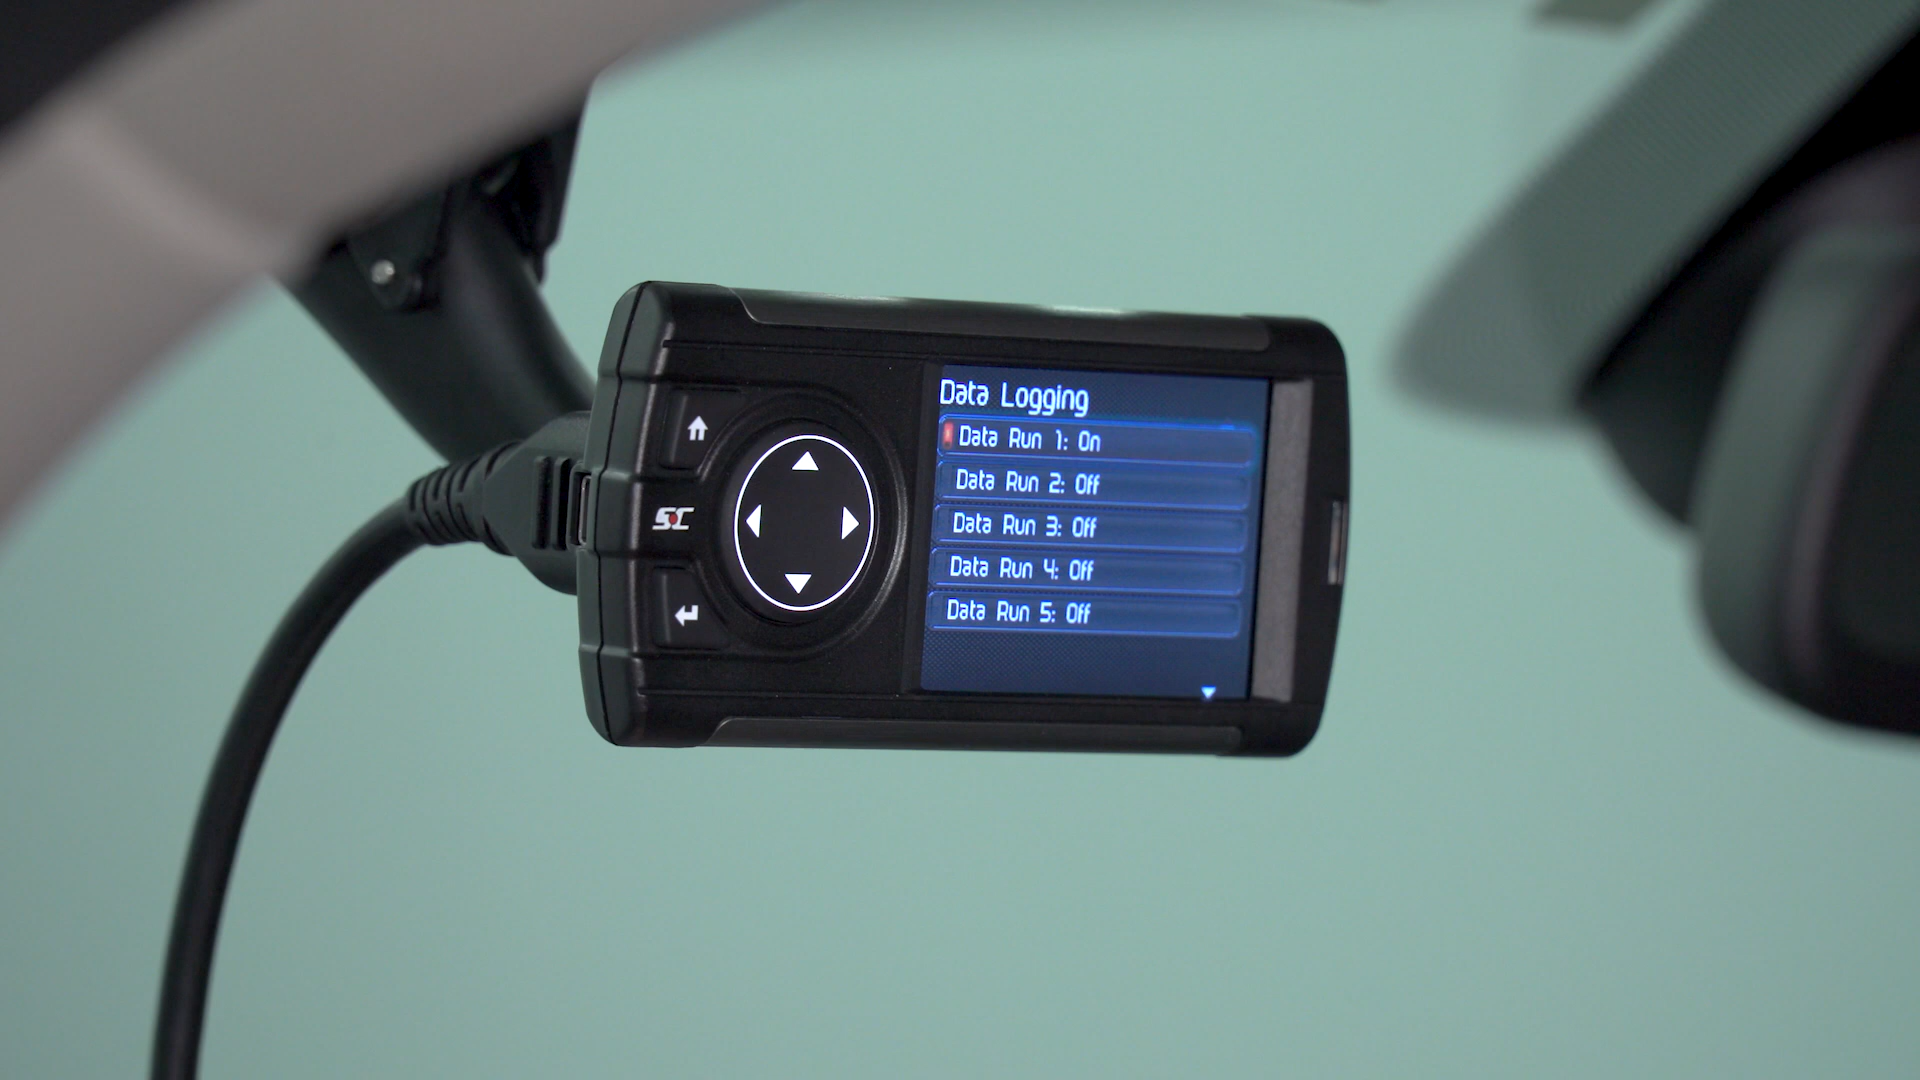 Data Logging
Data Run 1: On
Data Run 2: Off
Data Run 3: Off
Data Run 4: Off
Data Run 5: Off
SCT